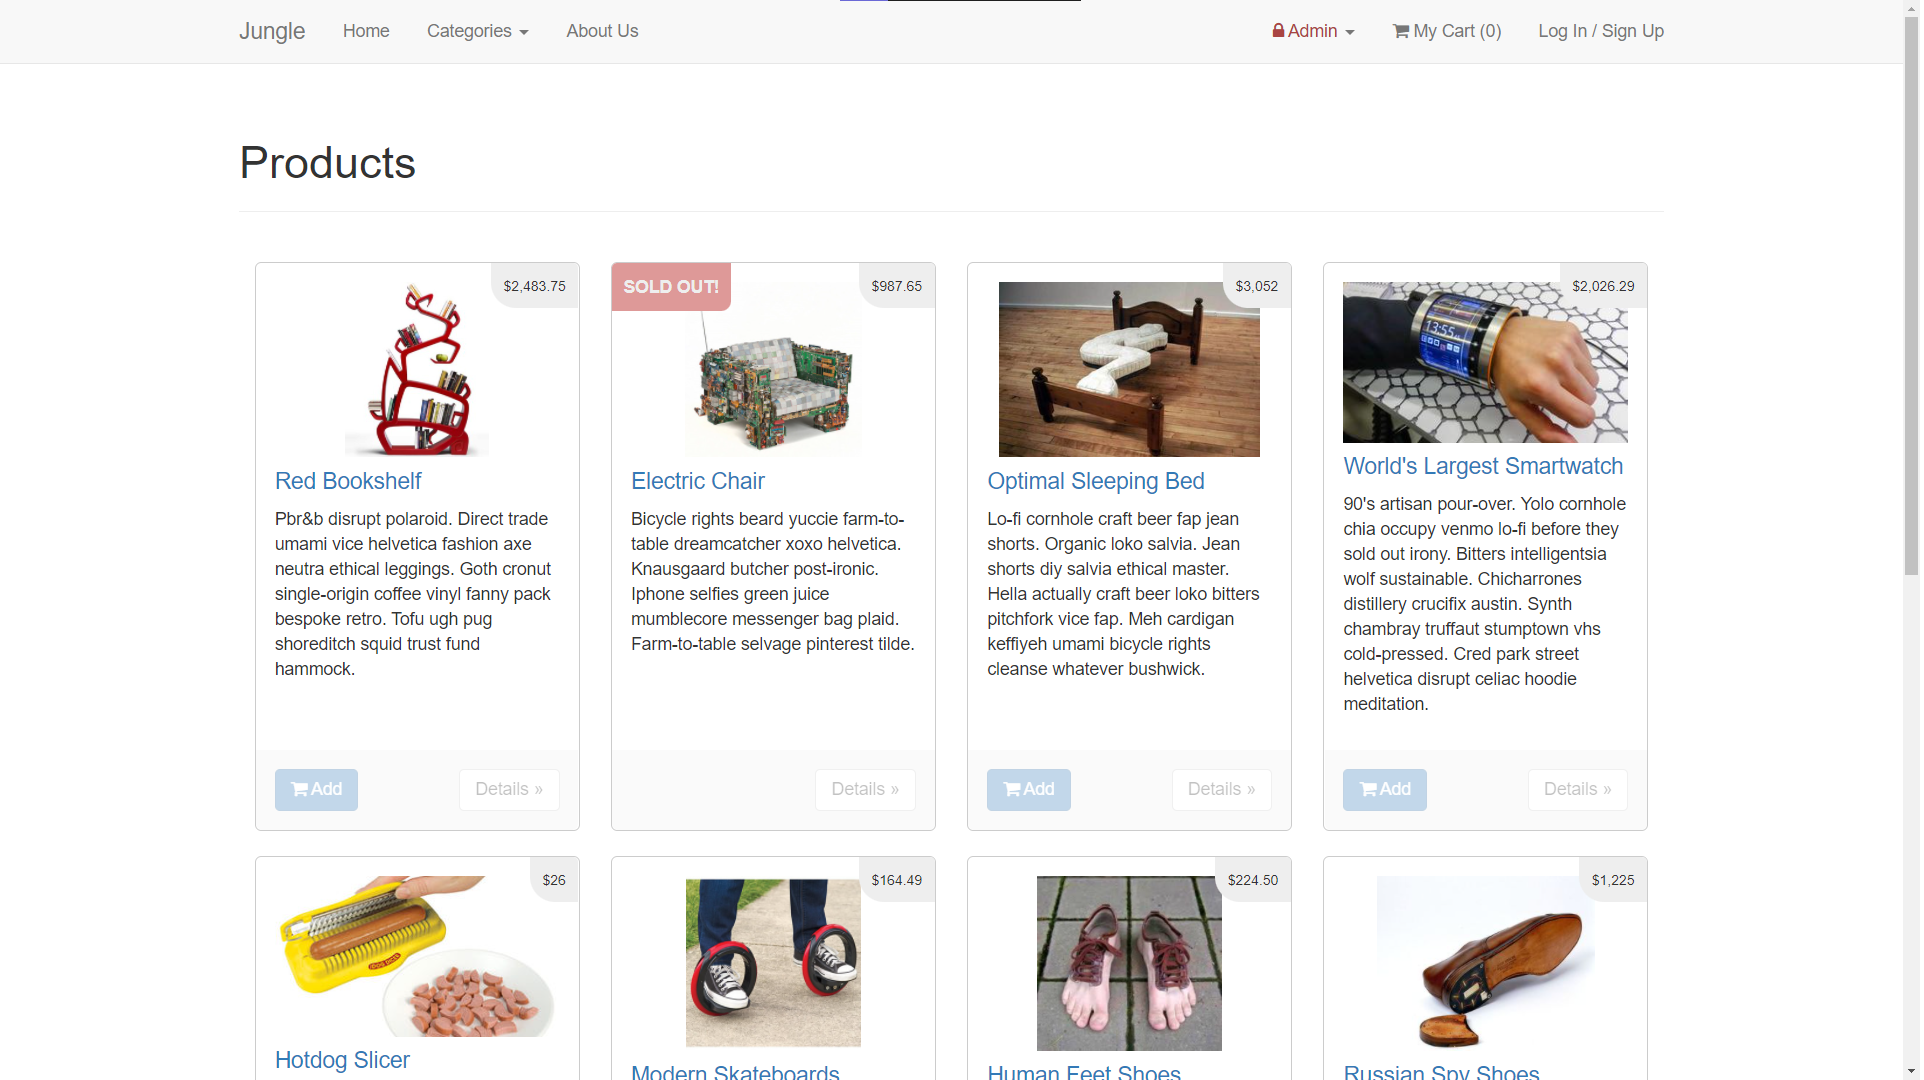 Jungle Home Categories About Us Admin My Cart (0) Log In / Sign Up
Products
$2,483.75
Red Bookshelf
Pbr&b disrupt polaroid. Direct trade
umami vice helvetica fashion axe
neutra ethical leggings. Goth cronut
single-origin coffee vinyl fanny pack
bespoke retro. Tofu ugh pug
shoreditch squid trust fund
hammock.
Add Details »
SOLD OUT! $987.65
Electric Chair
Bicycle rights beard yuccie farm-to-
table dreamcatcher xoxo helvetica.
Knausgaard butcher post-ironic.
Iphone selfies green juice
mumblecore messenger bag plaid.
Farm-to-table selvage pinterest tilde.
Details »
$3,052
Optimal Sleeping Bed
Lo-fi cornhole craft beer fap jean
shorts. Organic loko salvia. Jean
shorts diy salvia ethical master.
Hella actually craft beer loko bitters
pitchfork vice fap. Meh cardigan
keffiyeh umami bicycle rights
cleanse whatever bushwick.
Add Details »
$2,026.29
13:55
World's Largest Smartwatch
90's artisan pour-over. Yolo cornhole
chia occupy venmo lo-fi before they
sold out irony. Bitters intelligentsia
wolf sustainable. Chicharrones
distillery crucifix austin. Synth
chambray truffaut stumptown vhs
cold-pressed. Cred park street
helvetica disrupt celiac hoodie
meditation.
Add Details »
$26
Hotdog Slicer
$164.49
Modern Skateboards
$224.50
Human Feet Shoes
$1,225
Russian Spy Shoes